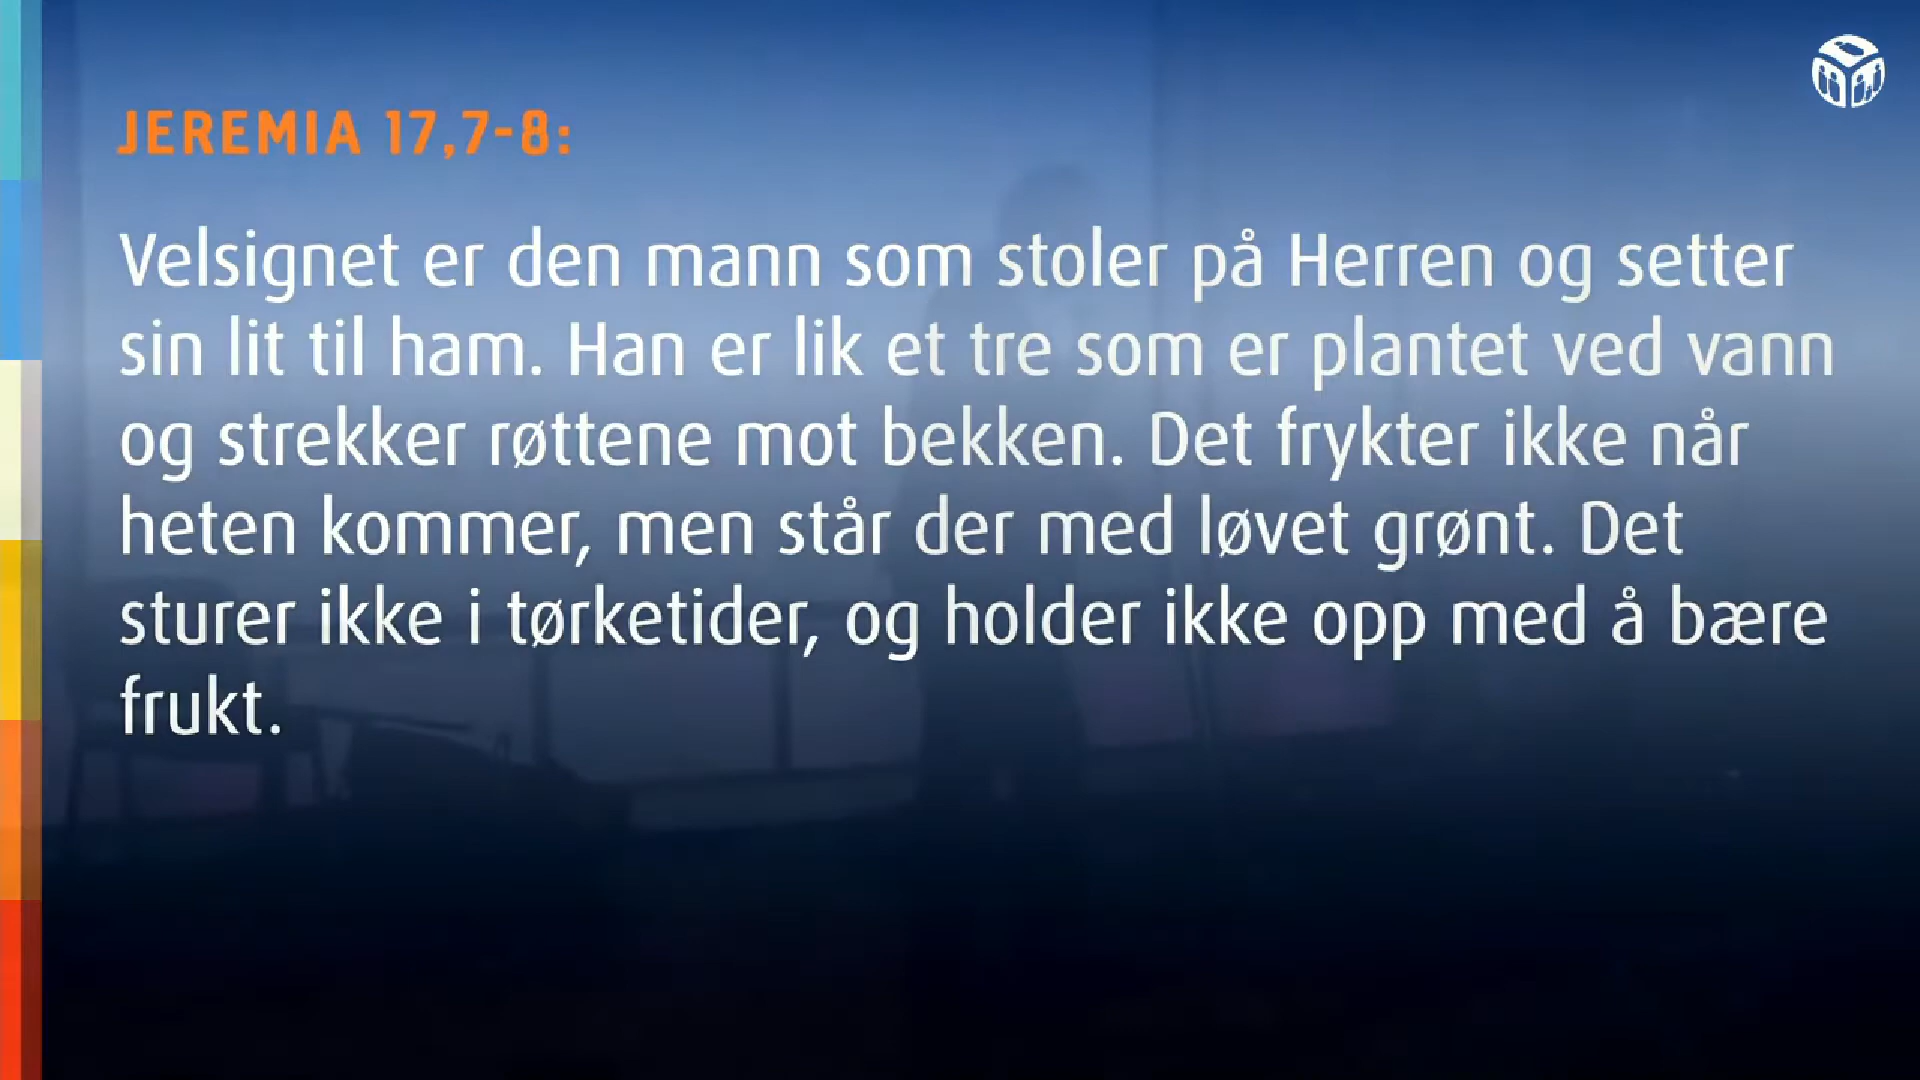 JEREMIA 17,7-8:
Velsignet er den mann som stoler på Herren og setter
sin lit til ham. Han er lik et tre som er plantet ved vann
og strekker røttene mot bekken. Det frykter ikke når
heten kommer, men står der med løvet grønt. Det
sturer ikke i tørketider, og holder ikke opp med å bære
frukt.